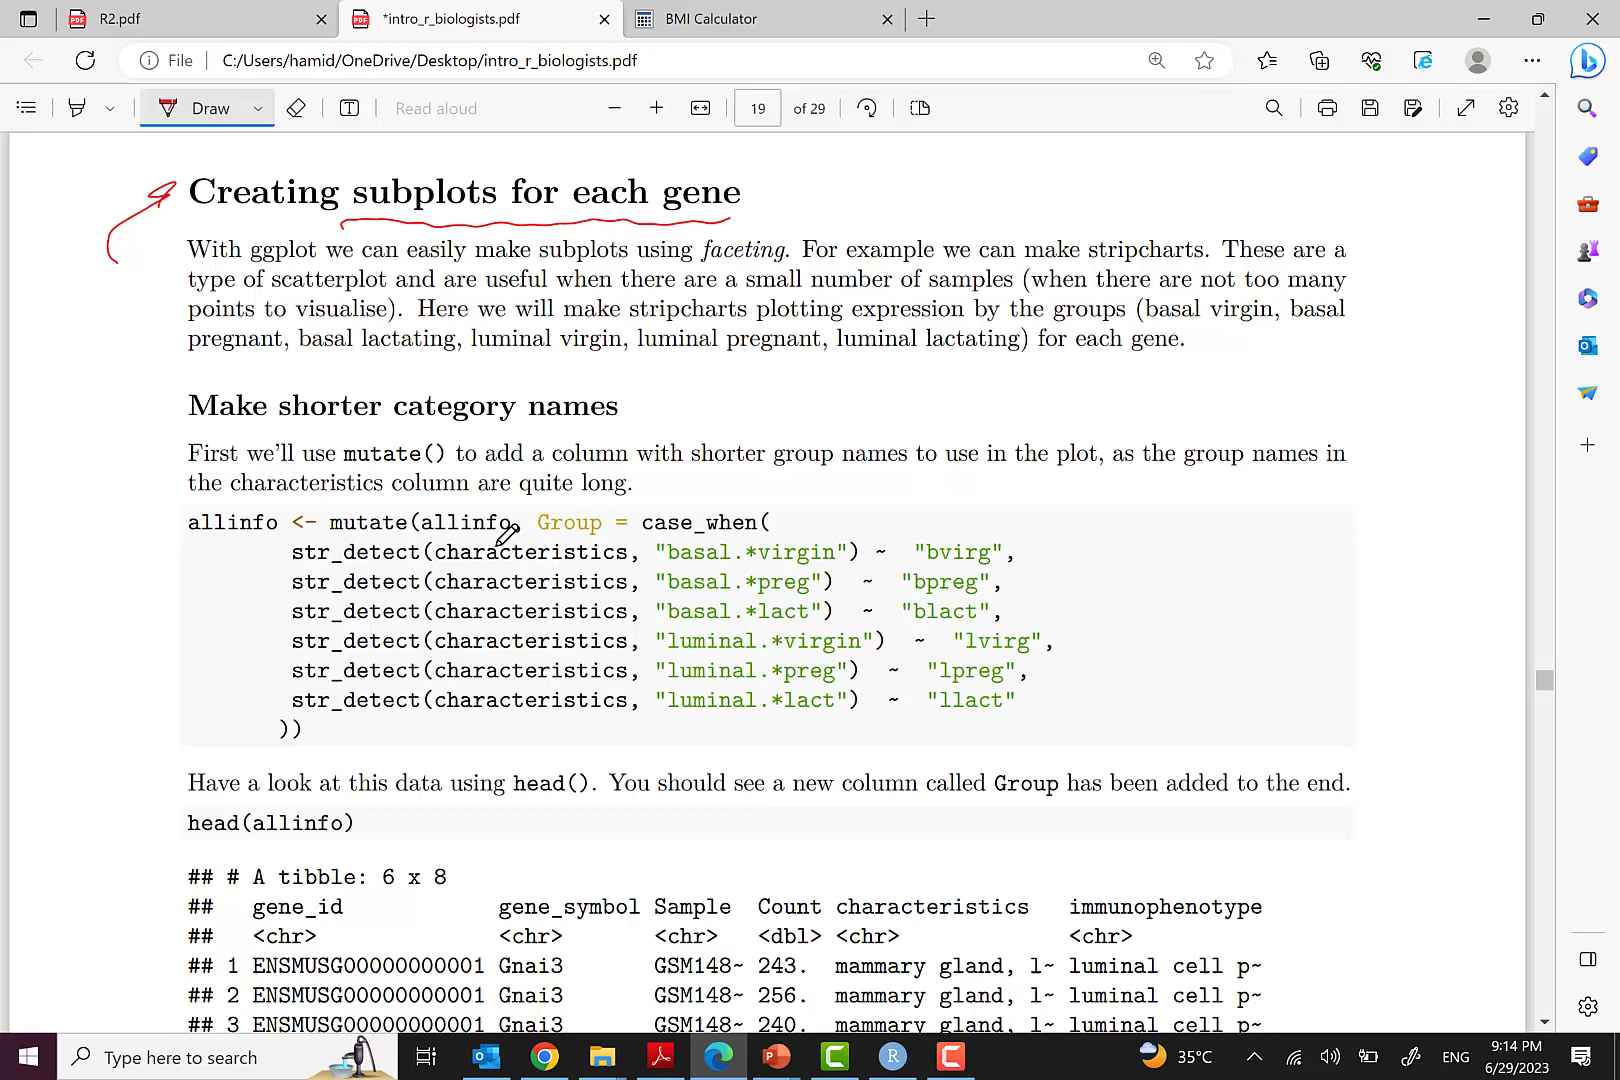 R2.pdf
*intro_r_biologists.pdf
BMI Calculator
File
C:/Users/hamid/OneDrive/Desktop/intro_r_biologists.pdf
Draw
Read aloud
19
of 29
Creating subplots for each gene
With ggplot we can easily make subplots using faceting. For example we can make stripcharts. These are a
type of scatterplot and are useful when there are a small number of samples (when there are not too many
points to visualise). Here we will make stripcharts plotting expression by the groups (basal virgin, basal
pregnant, basal lactating, luminal virgin, luminal pregnant, luminal lactating) for each gene.
Make shorter category names
First we'll use mutate() to add a column with shorter group names to use in the plot, as the group names in
the characteristics column are quite long.
allinfo <- mutate(allinfo, Group = case_when(
str_detect(characteristics, "basal.*virgin") ~ "bvirg",
str_detect(characteristics, "basal.*preg") ~ "bpreg",
str_detect(characteristics, "basal.*lact") ~ "blact",
str_detect(characteristics, "luminal.*virgin") ~ "lvirg",
str_detect(characteristics, "luminal.*preg") ~ "lpreg",
str_detect(characteristics, "luminal.*lact") ~ "llact"
))
Have a look at this data using head(). You should see a new column called Group has been added to the end.
head(allinfo)
## # A tibble: 6 x 8
## gene_id gene_symbol Sample Count characteristics immunophenotype
## <chr> <chr> <chr> <dbl> <chr> <chr>
## 1 ENSMUSG00000000001 Gnai3 GSM148~ 243. mammary gland, l~ luminal cell p~
## 2 ENSMUSG00000000001 Gnai3 GSM148~ 256. mammary gland, l~ luminal cell p~
## 3 ENSMUSG00000000001 Gnai3 GSM148~ 240. mammary gland, l~ luminal cell p~
Type here to search
35°C
ENG
9:14 PM
6/29/2023